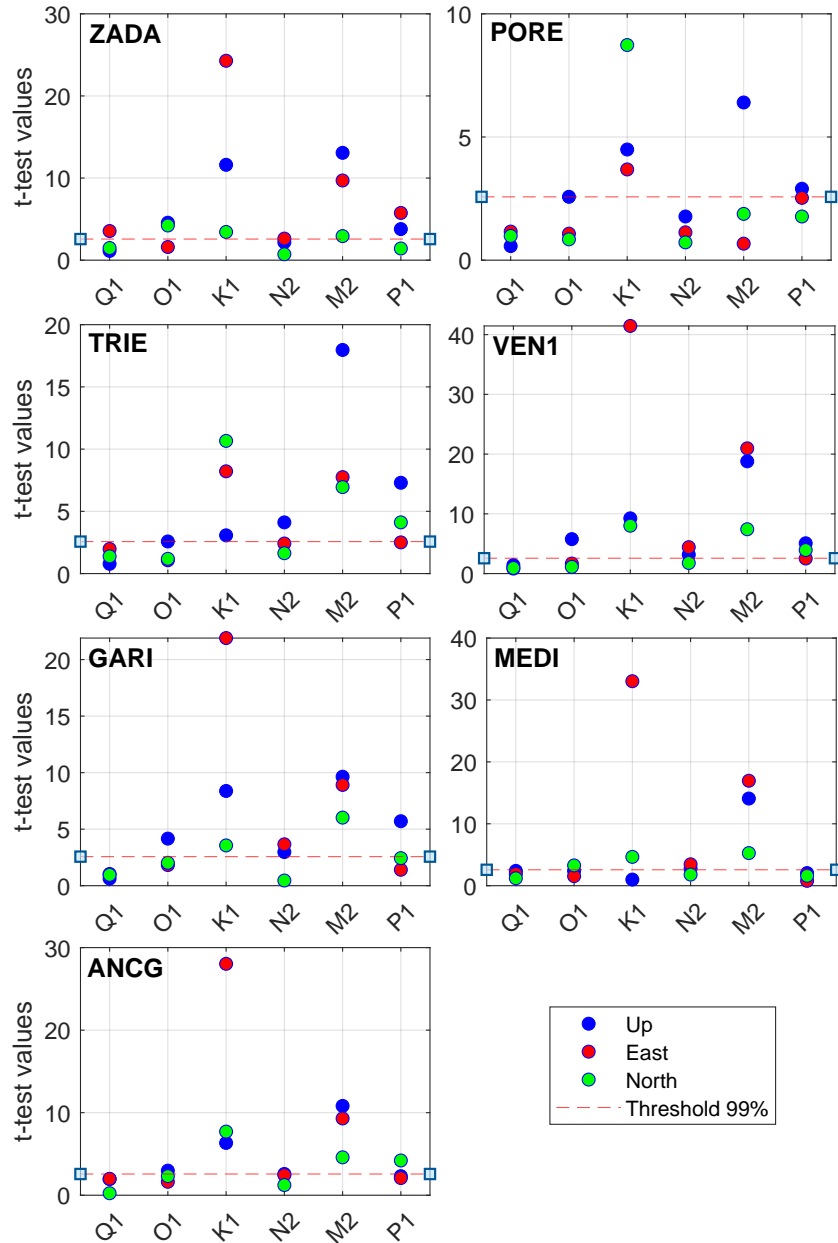 ZADA
t-test values
30
20
10
0
Q1 O1 K1 N2 M2 P1
PORE
10
5
0
Q1 O1 K1 N2 M2 P1
TRIE
t-test values
20
15
10
5
0
Q1 O1 K1 N2 M2 P1
VEN1
40
30
20
10
0
Q1 O1 K1 N2 M2 P1
GARI
t-test values
20
15
10
5
0
Q1 O1 K1 N2 M2 P1
MEDI
40
30
20
10
0
Q1 O1 K1 N2 M2 P1
ANCG
t-test values
30
20
10
0
Q1 O1 K1 N2 M2 P1
Up
East
North
Threshold 99%